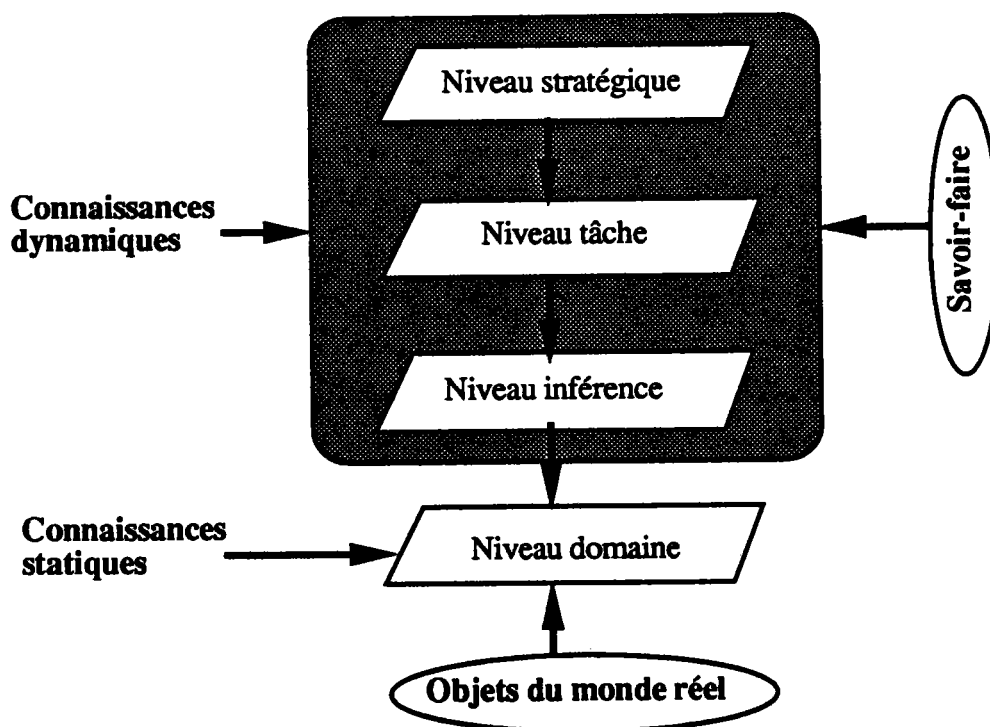 Niveau stratégique
Connaissances
dynamiques
Niveau tâche
Savoir-faire
Niveau inférence
Connaissances
statiques
Niveau domaine
Objets du monde réel